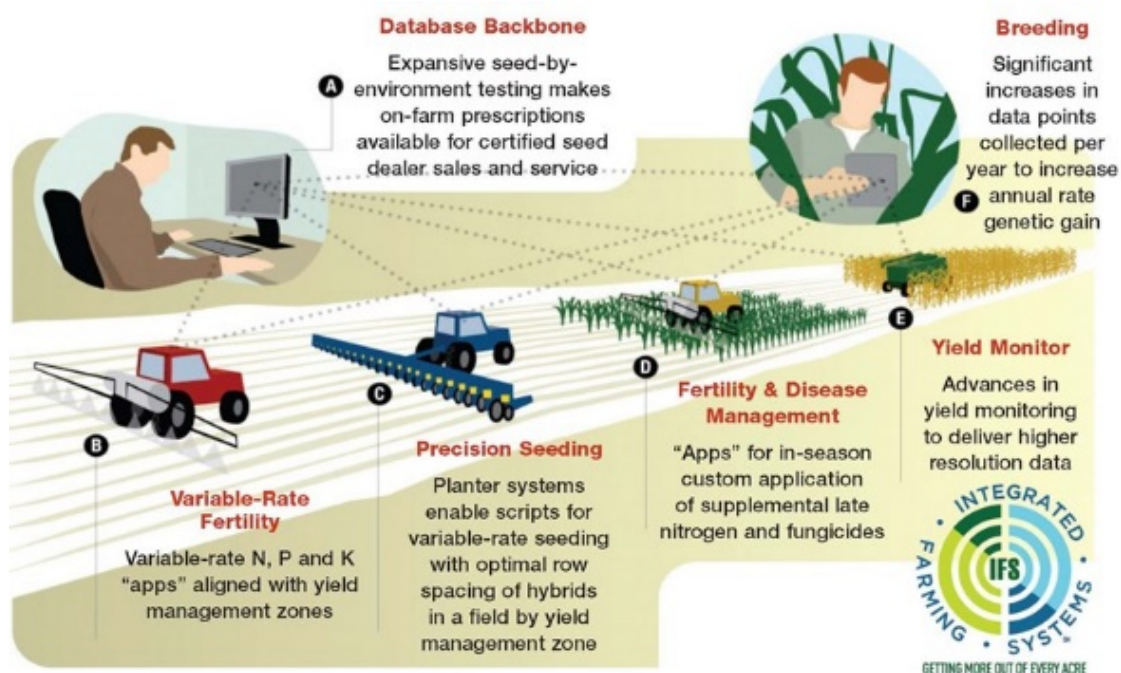 Database Backbone
A
Expansive seed-by-
environment testing makes
on-farm prescriptions
available for certified seed
dealer sales and service
Breeding
Significant
increases in
data points
collected per
year to increase
annual rate
genetic gain
F
B
Variable-Rate
Fertility
Variable-rate N, P and K
“apps” aligned with yield
management zones
C
Precision Seeding
Planter systems
enable scripts for
variable-rate seeding
with optimal row
spacing of hybrids
in a field by yield
management zone
D
Fertility & Disease
Management
“Apps” for in-season
custom application
of supplemental late
nitrogen and fungicides
E
Yield Monitor
Advances in
yield monitoring
to deliver higher
resolution data
INTEGRATED
FARMING
SYSTEMS
IFS
GETTING MORE OUT OF EVERY ACRE